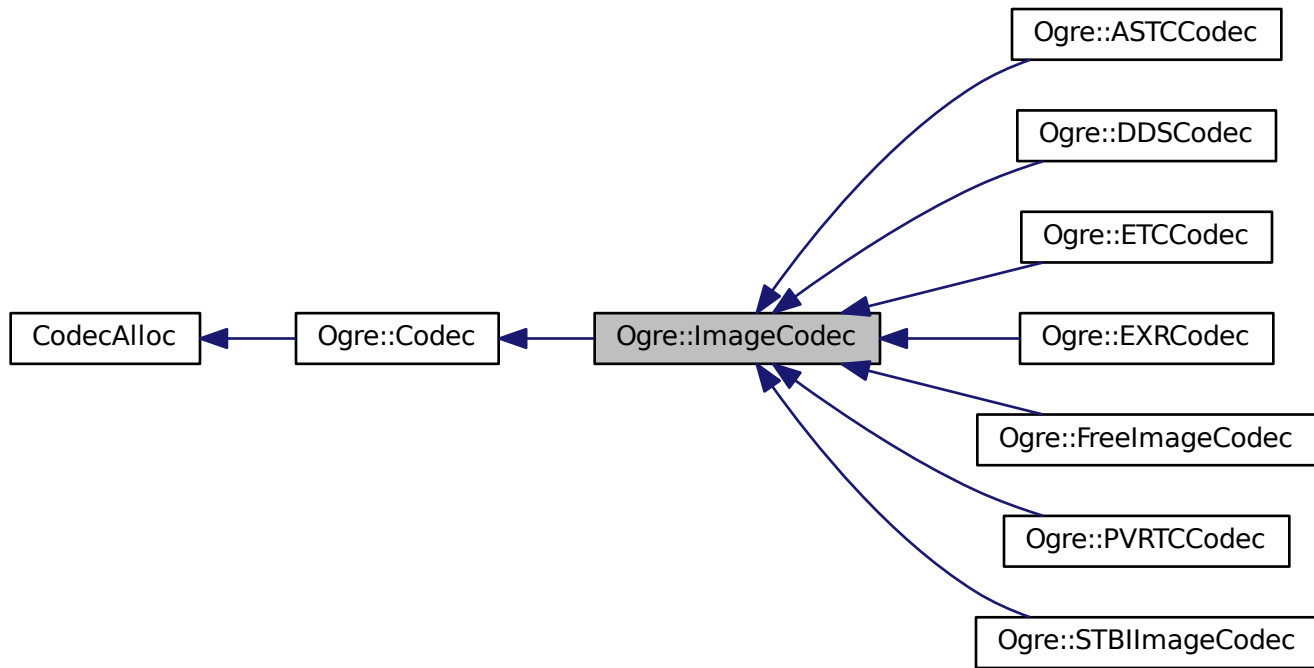 Ogre::ASTCCodec
Ogre::DDSCodec
Ogre::ETCCodec
CodecAlloc
Ogre::Codec
Ogre::ImageCodec
Ogre::EXRCodec
Ogre::FreeImageCodec
Ogre::PVRTCCodec
Ogre::STBIImageCodec